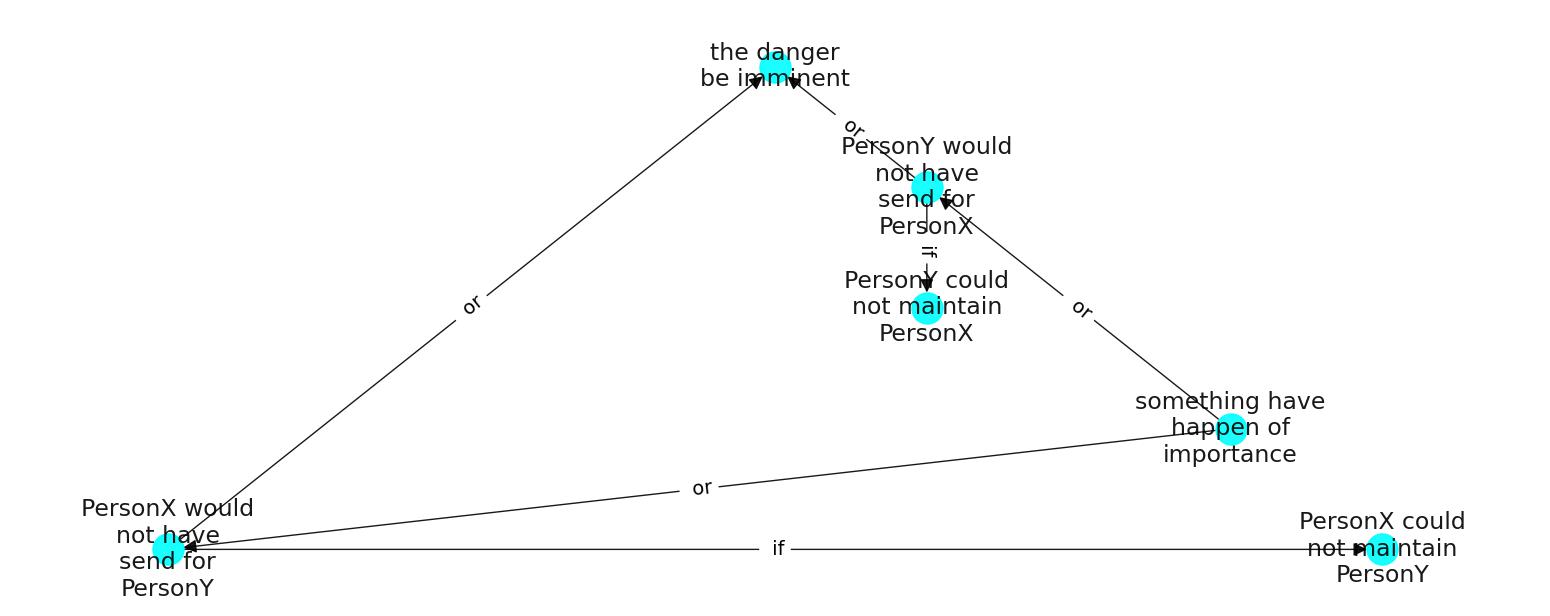 the danger
be imminent
or
PersonY would
not have
send for
PersonX
if
PersonY could
not maintain
PersonX
or
or
something have
happen of
importance
or
PersonX would
not have
send for
PersonY
if
PersonX could
not maintain
PersonY